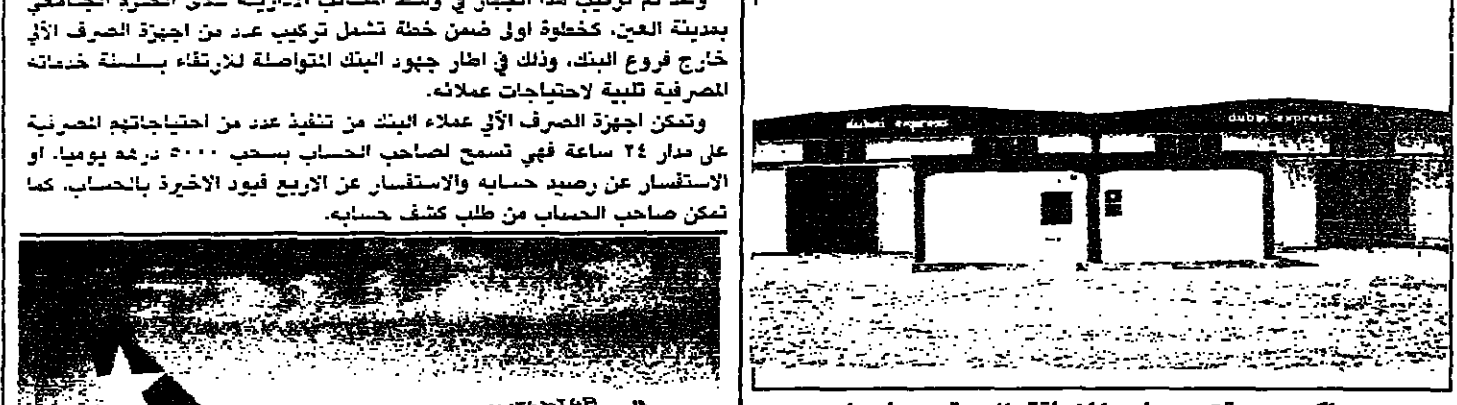 بمدينة العين، كخطوة اولى ضمن خطة تشمل تركيب عدد من اجهزة الصرف الآلي
خارج فروع البنك، وذلك في اطار جهود البنك المتواصلة للارتقاء بسلسلة خدماته
المصرفية تلبية لاحتياجات عملائه.
وتمكن اجهزة الصرف الآلي عملاء البنك من تنفيذ عدد من احتياجاتهم المصرفية
على مدار ٢٤ ساعة فهي تسمح لصاحب الحساب بسحب ٥٠٠٠ درهم يوميا، او
الاستفسار عن رصيد حسابه والاستفسار عن الاربع قيود الاخيرة بالحساب، كما
تمكن صاحب الحساب من طلب كشف حسابه.
dubai express
dubai express